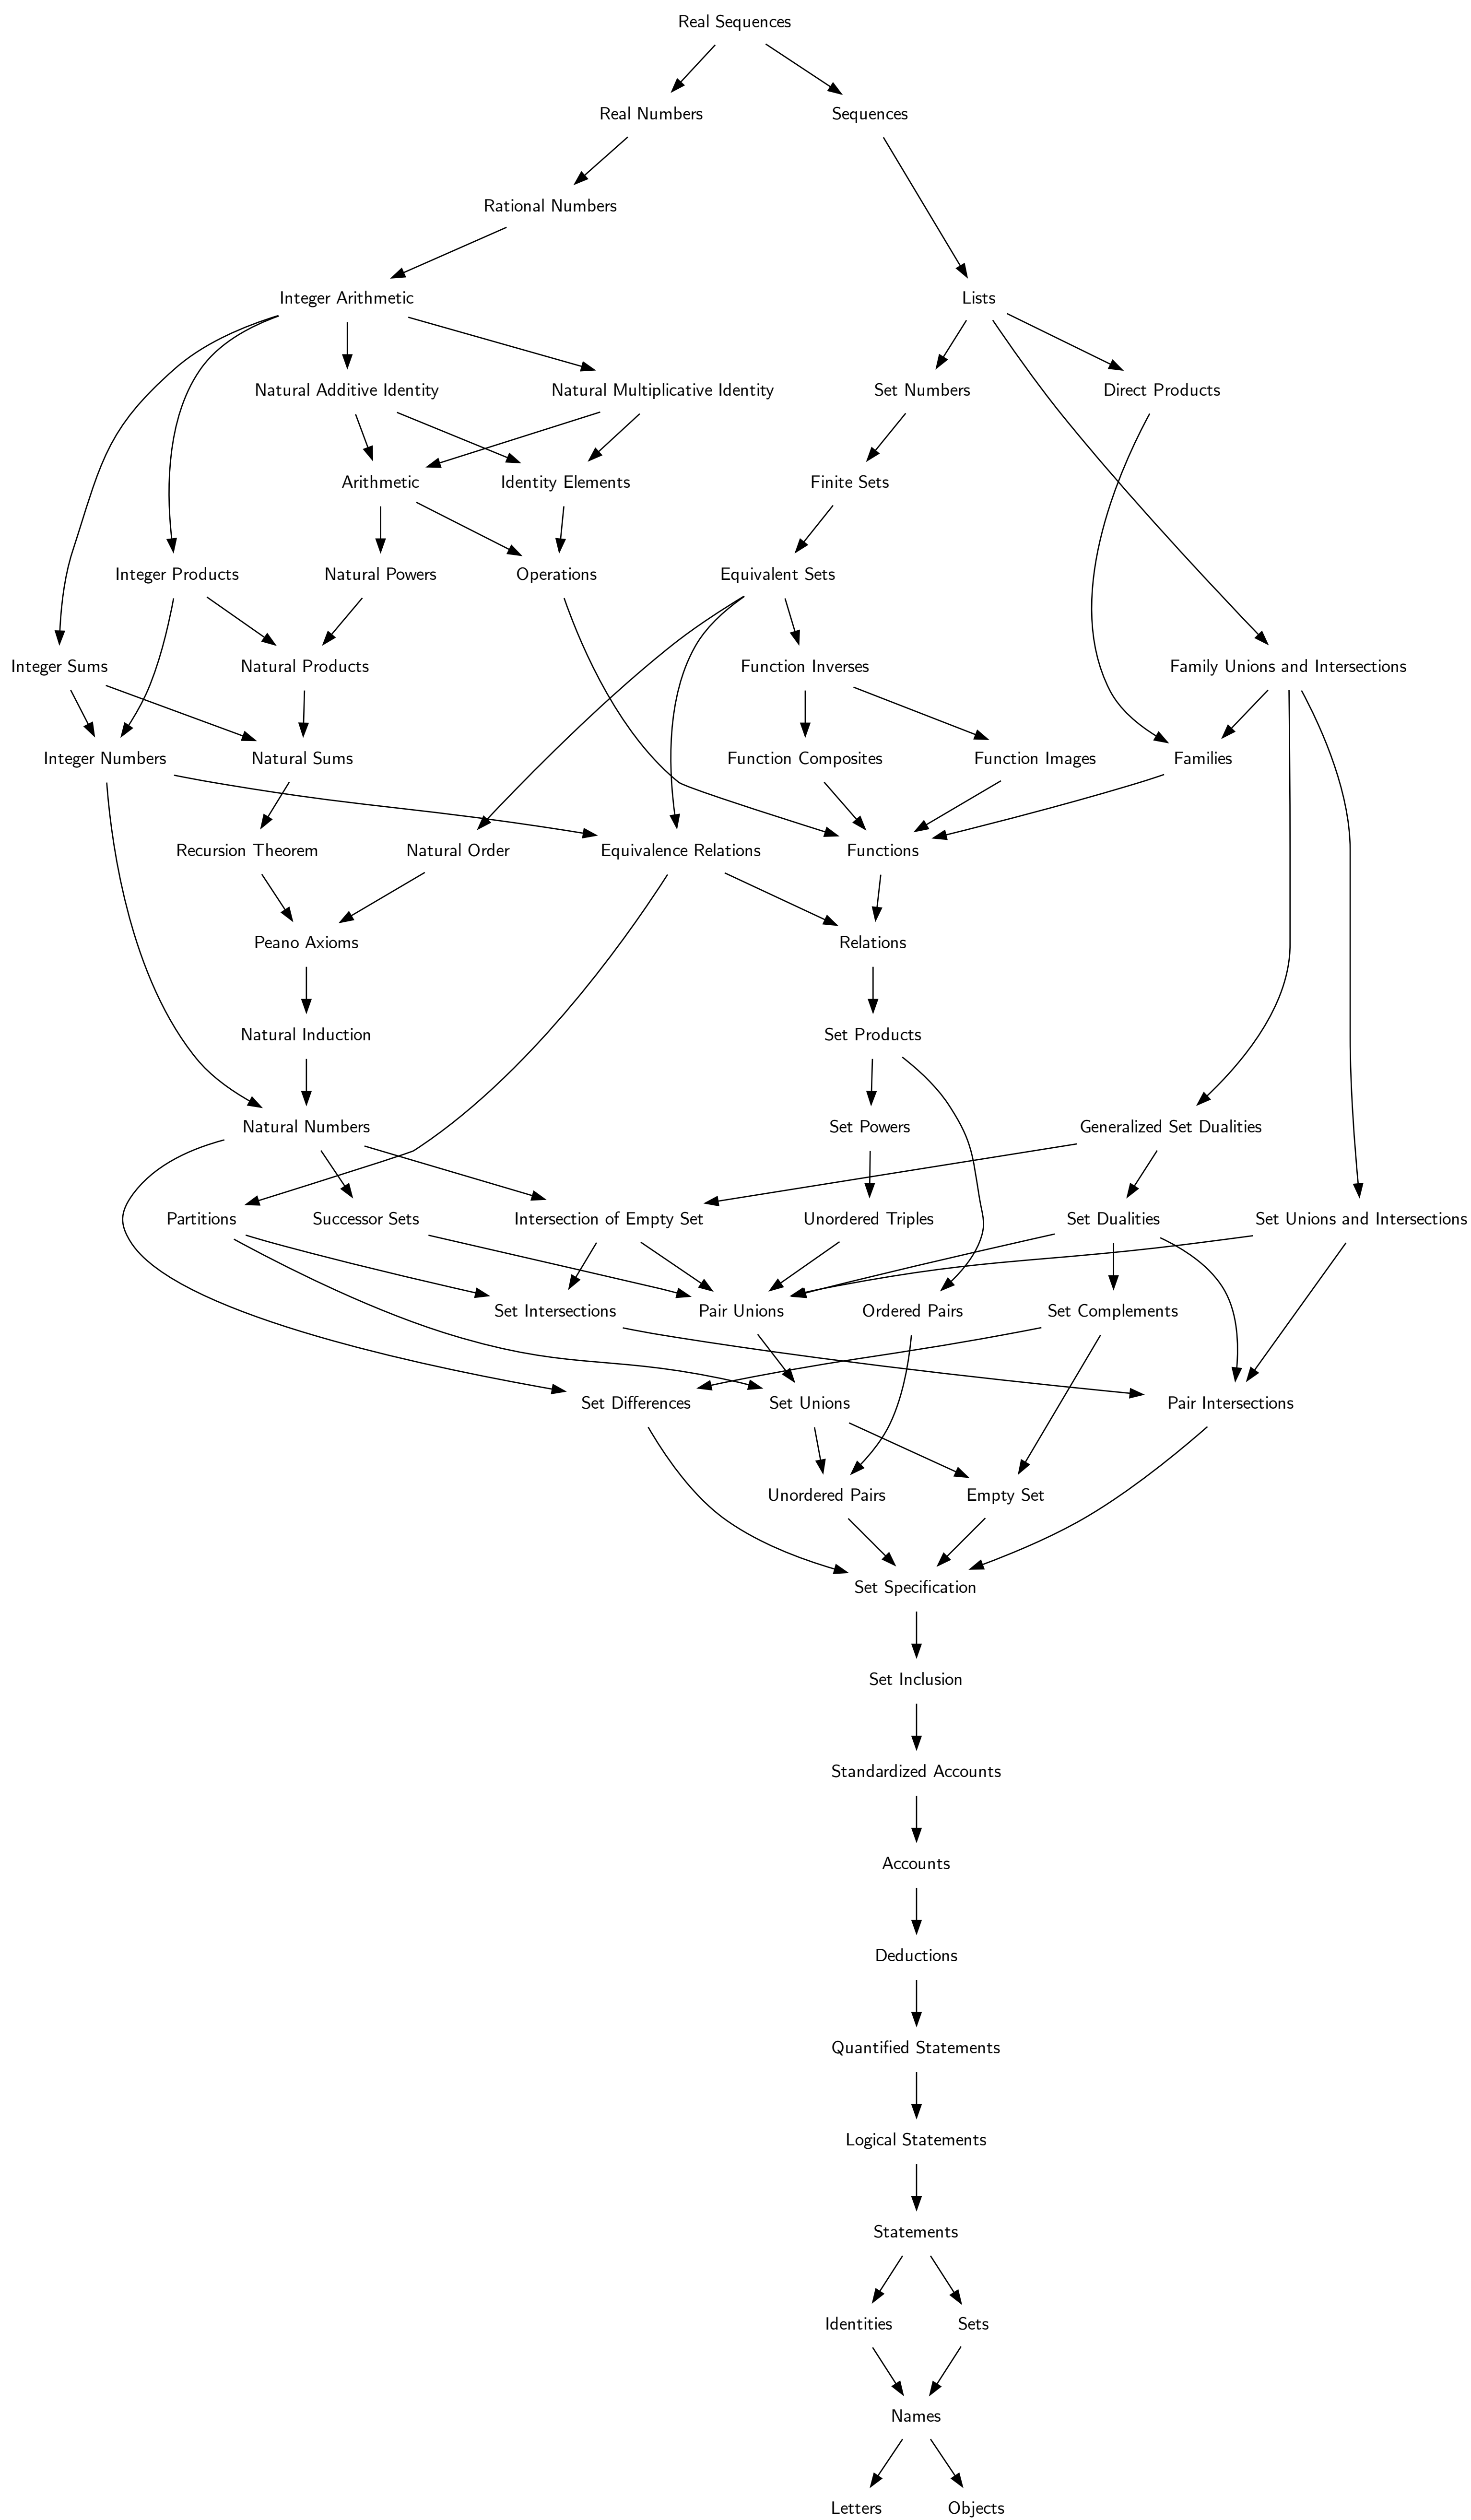 Real Sequences
Real Numbers
Sequences
Rational Numbers
Integer Arithmetic
Lists
Natural Additive Identity
Natural Multiplicative Identity
Set Numbers
Direct Products
Arithmetic
Identity Elements
Finite Sets
Integer Products
Natural Powers
Operations
Equivalent Sets
Integer Sums
Natural Products
Function Inverses
Family Unions and Intersections
Integer Numbers
Natural Sums
Function Composites
Function Images
Families
Recursion Theorem
Natural Order
Equivalence Relations
Functions
Peano Axioms
Relations
Natural Induction
Set Products
Natural Numbers
Set Powers
Generalized Set Dualities
Partitions
Successor Sets
Intersection of Empty Set
Unordered Triples
Set Dualities
Set Unions and Intersections
Set Intersections
Pair Unions
Ordered Pairs
Set Complements
Set Differences
Set Unions
Pair Intersections
Unordered Pairs
Empty Set
Set Specification
Set Inclusion
Standardized Accounts
Accounts
Deductions
Quantified Statements
Logical Statements
Statements
Identities
Sets
Names
Letters
Objects